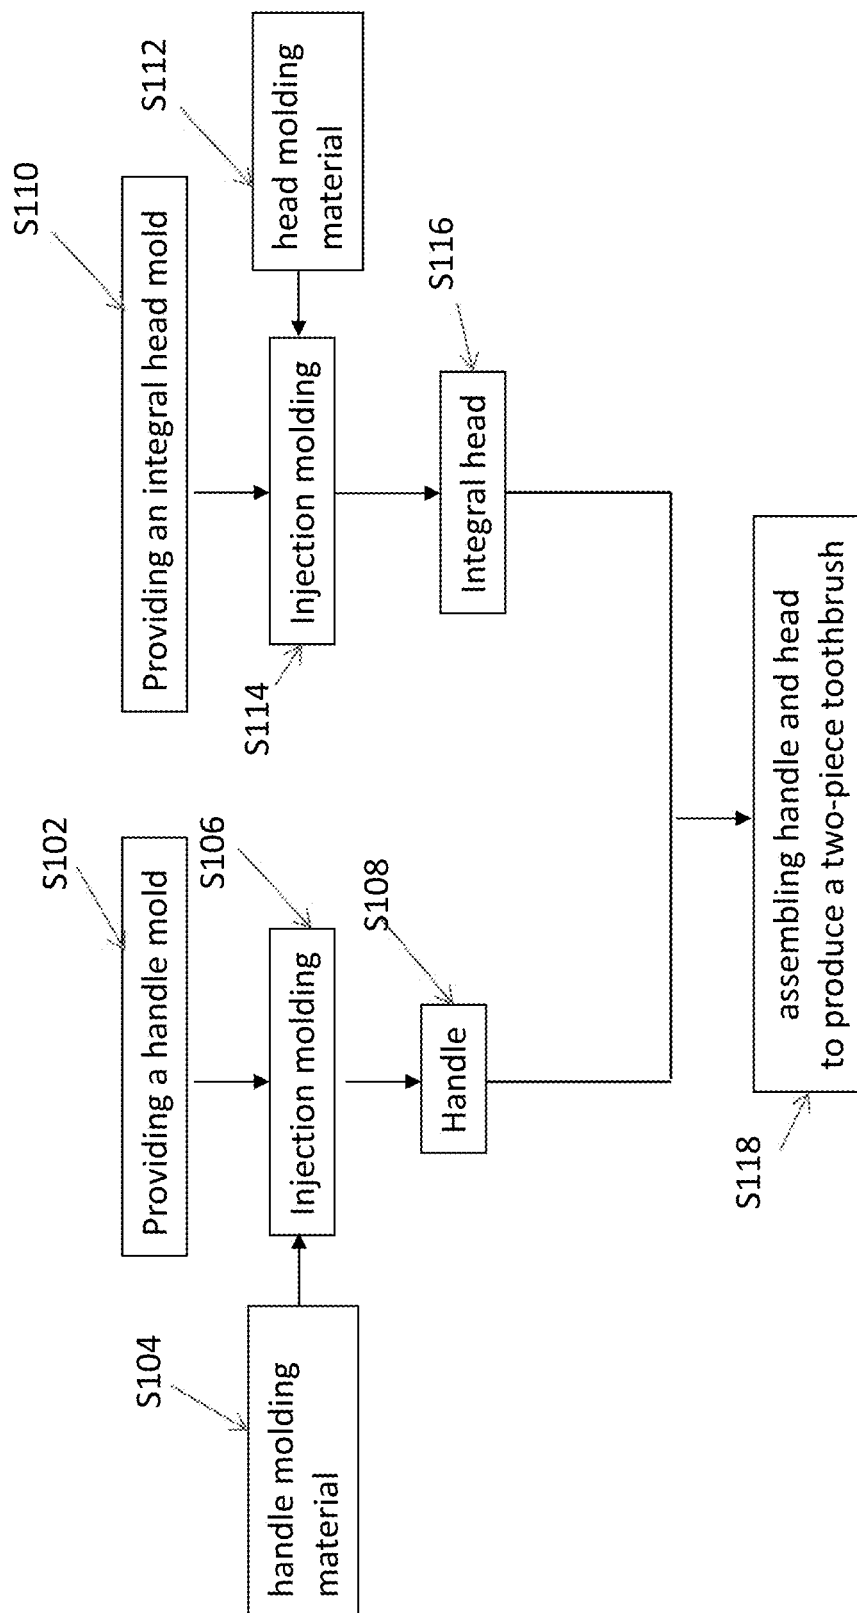 S102
Providing a handle mold
S104
handle molding
material
Injection molding
S106
Handle
S108
S110
Providing an integral head mold
S112
head molding
material
Injection molding
S114
Integral head
S116
assembling handle and head
to produce a two-piece toothbrush
S118